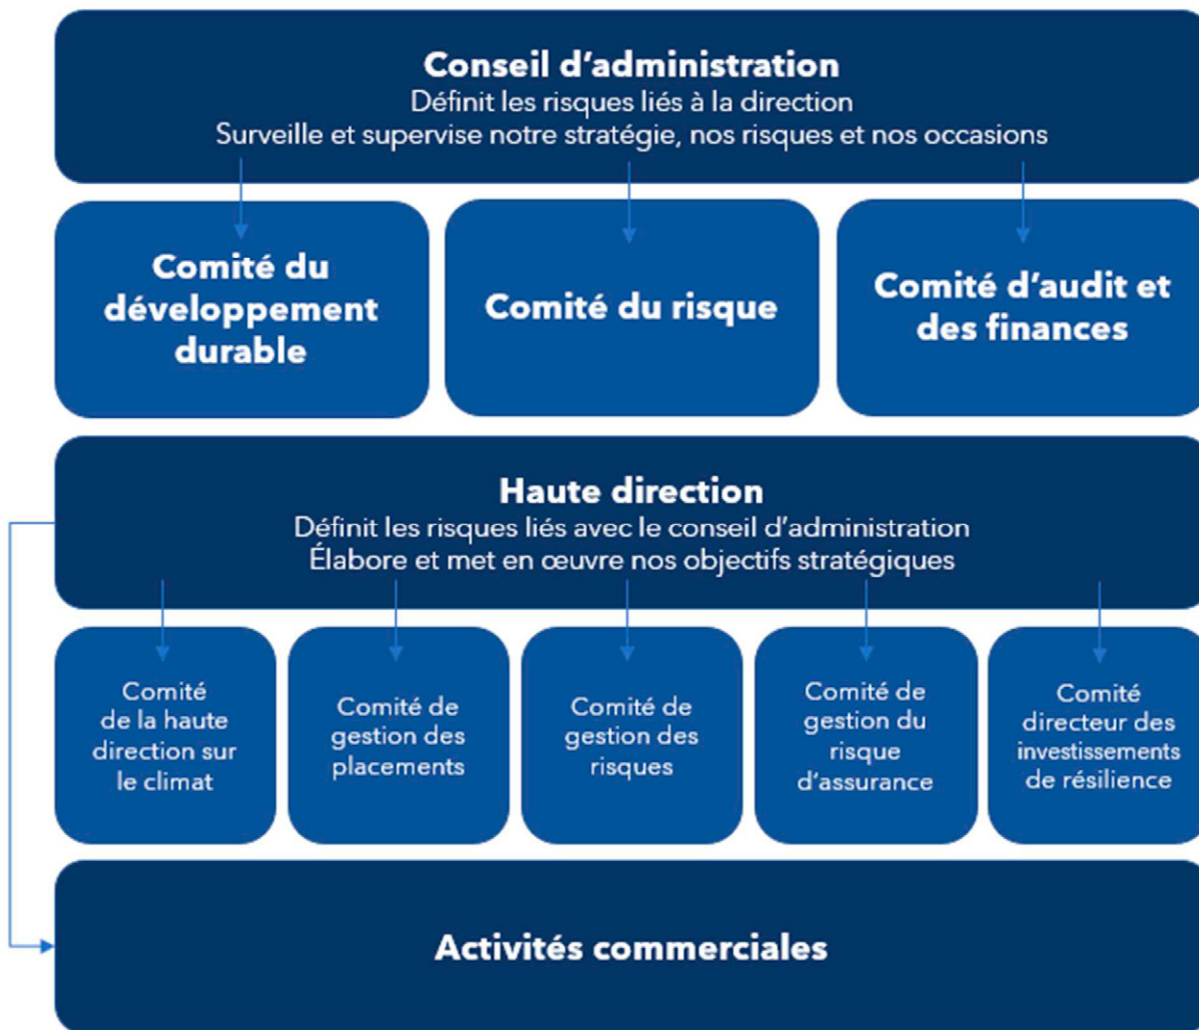 Conseil d'administration
Définit les risques liés à la direction
Surveille et supervise notre stratégie, nos risques et nos occasions
Comité du
développement
durable
Comité du risque
Comité d'audit et
des finances
Haute direction
Définit les risques liés avec le conseil d'administration
Élabore et met en œuvre nos objectifs stratégiques
Comité
de la haute
direction sur
le climat
Comité de
gestion des
placements
Comité de
gestion des
risques
Comité de
gestion du
risque
d'assurance
Comité
directeur des
investissements
de résilience
Activités commerciales